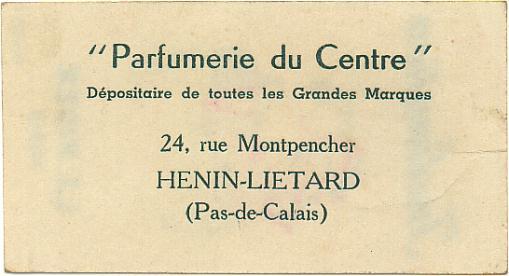 "Parfumerie du Centre"
Dépositaire de toutes les Grandes Marques
24, rue Montpencher
HENIN-LIETARD
(Pas-de-Calais)